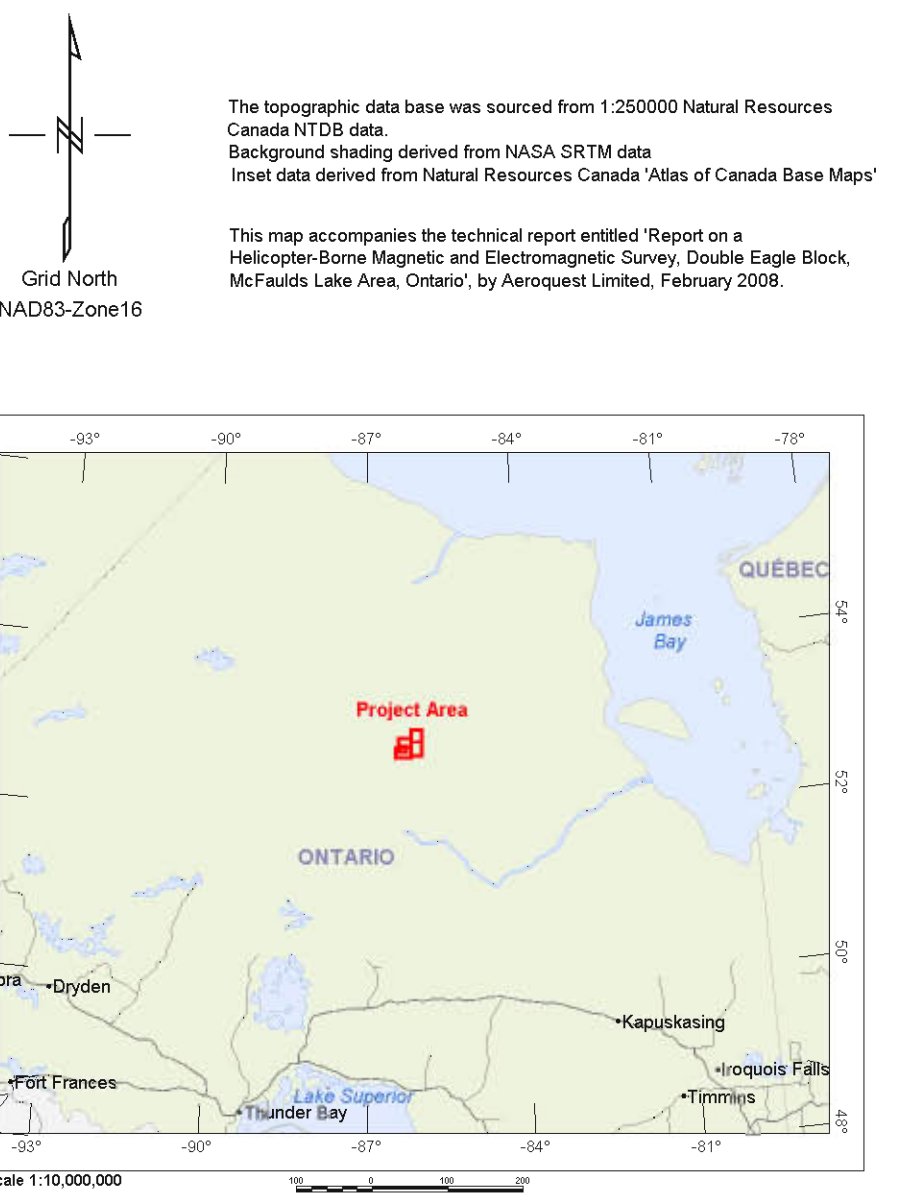 The topographic data base was sourced from 1:250000 Natural Resources
Canada NTDB data.
Background shading derived from NASA SRTM data
Inset data derived from Natural Resources Canada 'Atlas of Canada Base Maps'
This map accompanies the technical report entitled 'Report on a
Helicopter-Borne Magnetic and Electromagnetic Survey, Double Eagle Block,
McFaulds Lake Area, Ontario', by Aeroquest Limited, February 2008.
N
Grid North
NAD83-Zone16
-93° -90° -87° -84° -81° -78°
QUÉBEC
54°
James
Bay
Project Area
52°
ONTARIO
50°
ora
Dryden
Kapuskasing
Iroquois Falls
Fort Frances
Lake Superior
Timmins
Thunder Bay
48°
-93° -90° -87° -84° -81°
cale 1:10,000,000
100 0 100 200